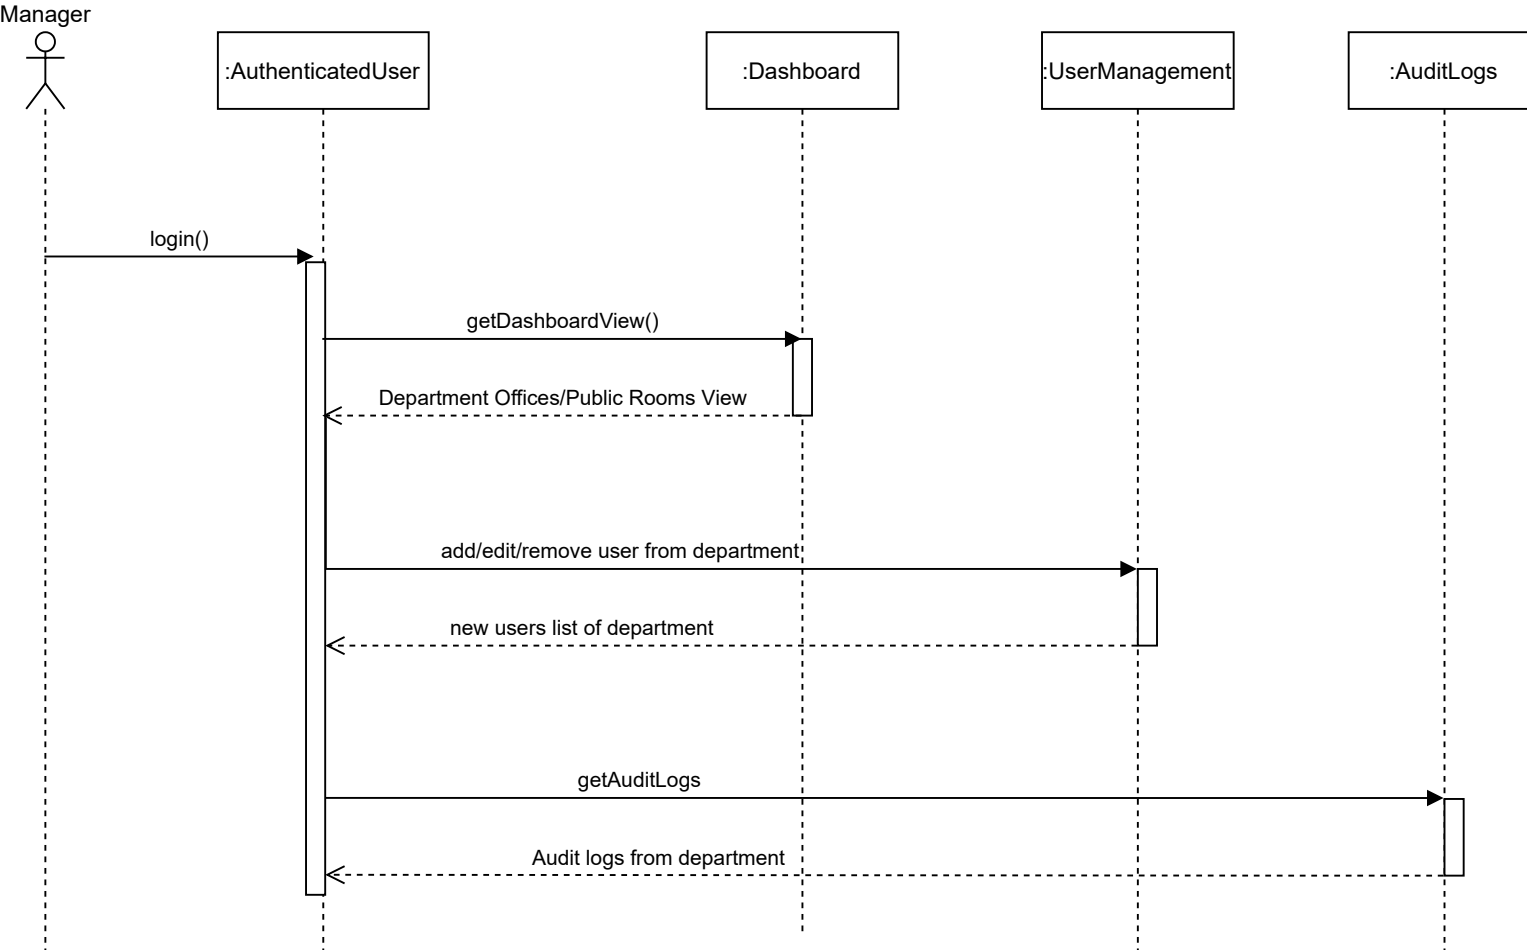 Manager
:AuthenticatedUser
:Dashboard
:UserManagement
:AuditLogs
login()
getDashboardView()
Department Offices/Public Rooms View
add/edit/remove user from department
new users list of department
getAuditLogs
Audit logs from department